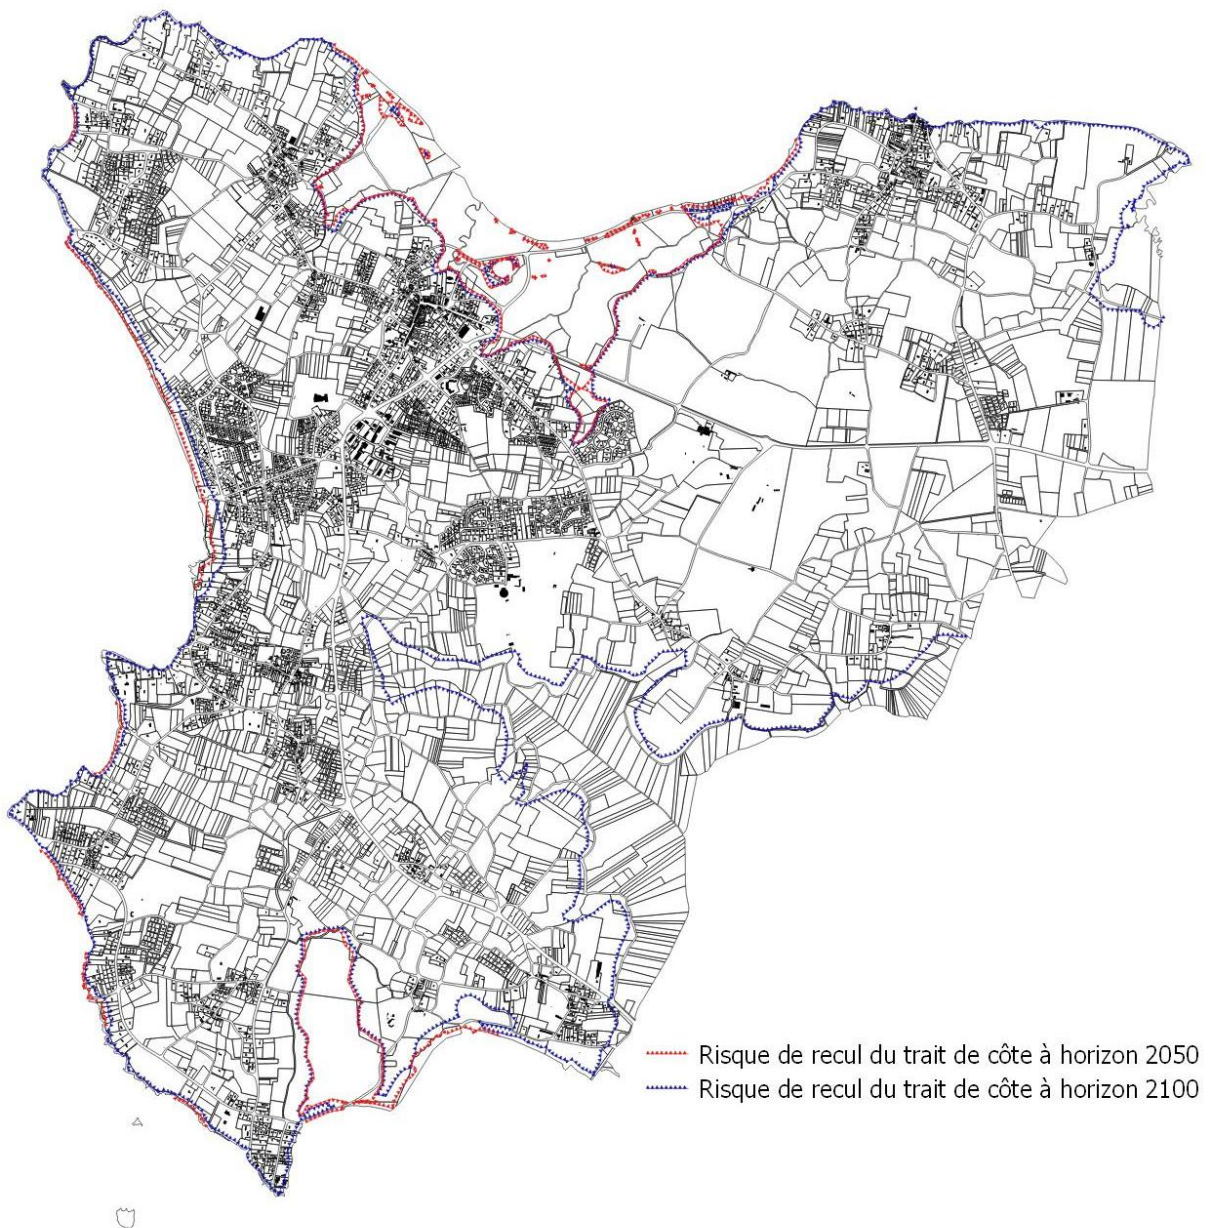 Risque de recul du trait de côte à horizon 2050
Risque de recul du trait de côte à horizon 2100